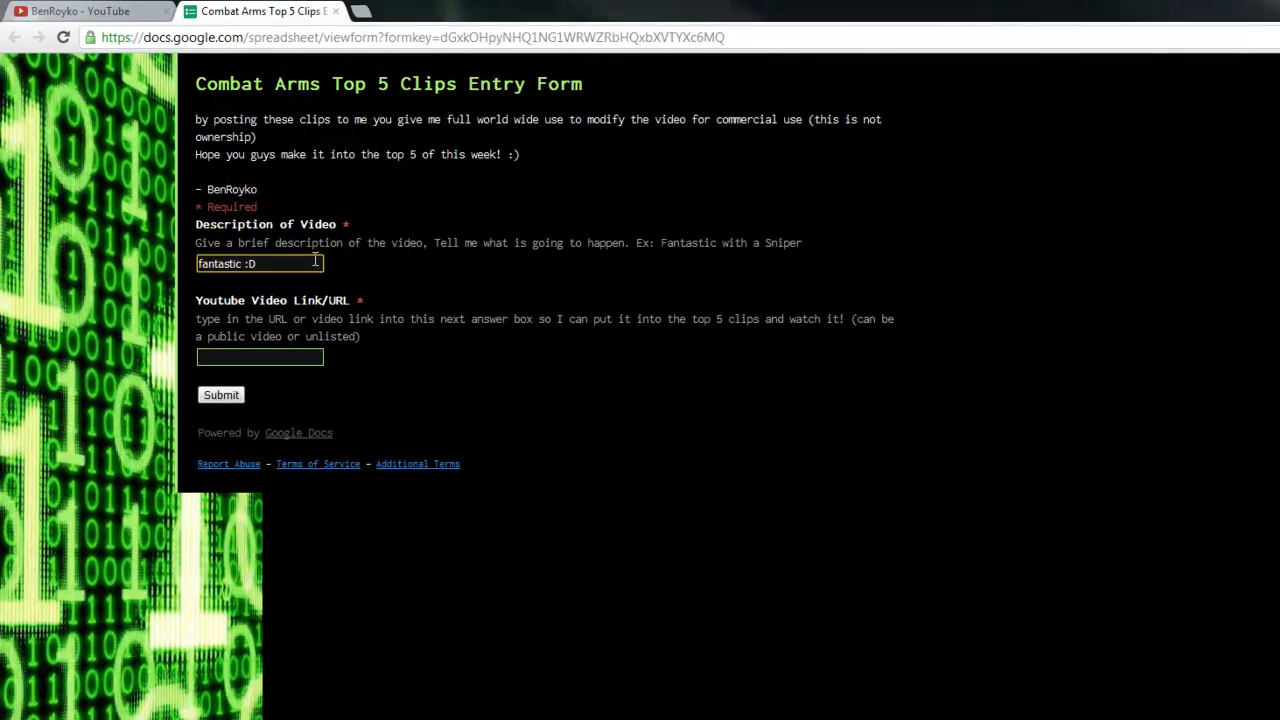 BenRoyko - YouTube
Combat Arms Top 5 Clips E
https://docs.google.com/spreadsheet/viewform?formkey=dGxkOHpyNHQ1NG1WRWZRbHQxbXVTYXc6MQ
Combat Arms Top 5 Clips Entry Form
by posting these clips to me you give me full world wide use to modify the video for commercial use (this is not
ownership)
Hope you guys make it into the top 5 of this week! :)
- BenRoyko
* Required
Description of Video *
Give a brief description of the video, Tell me what is going to happen. Ex: Fantastic with a Sniper
fantastic :D
Youtube Video Link/URL *
type in the URL or video link into this next answer box so I can put it into the top 5 clips and watch it! (can be
a public video or unlisted)
Submit
Powered by Google Docs
Report Abuse - Terms of Service - Additional Terms